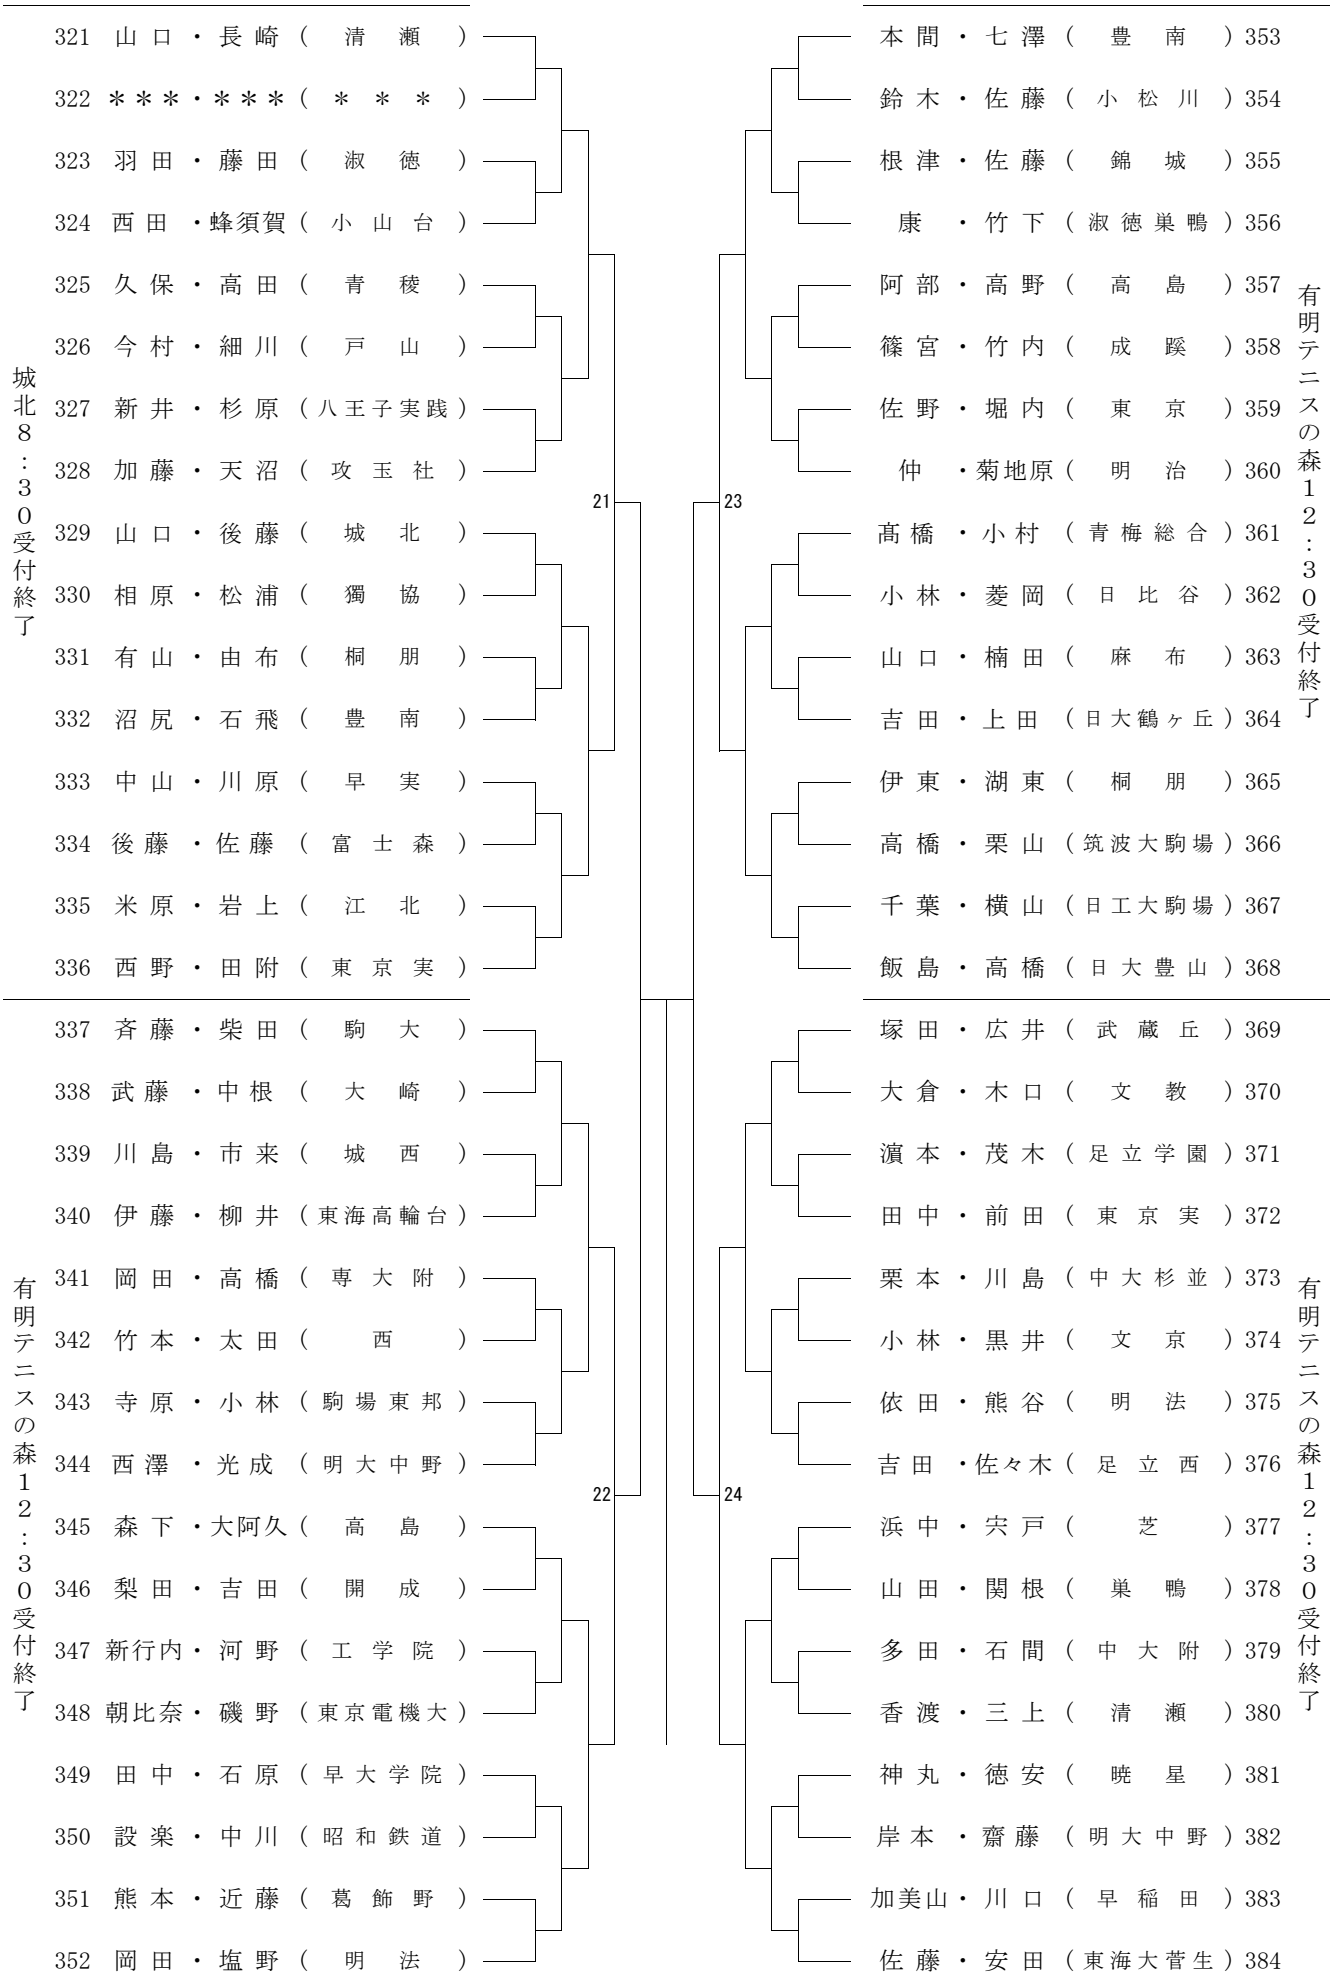 321 山口・長崎 ( 清瀬 )
322 ＊＊＊・＊＊＊ ( ＊＊＊ )
323 羽田・藤田 ( 淑徳 )
324 西田・蜂須賀 ( 小山台 )
325 久保・高田 ( 青稜 )
326 今村・細川 ( 戸山 )
327 新井・杉原 ( 八王子実践 )
328 加藤・天沼 ( 攻玉社 )
329 山口・後藤 ( 城北 )
330 相原・松浦 ( 獨協 )
331 有山・由布 ( 桐朋 )
332 沼尻・石飛 ( 豊南 )
333 中山・川原 ( 早実 )
334 後藤・佐藤 ( 富士森 )
335 米原・岩上 ( 江北 )
336 西野・田附 ( 東京実 )
城北８：３０受付終了
21
337 斉藤・柴田 ( 駒大 )
338 武藤・中根 ( 大崎 )
339 川島・市来 ( 城西 )
340 伊藤・柳井 ( 東海高輪台 )
341 岡田・高橋 ( 専大附 )
342 竹本・太田 ( 西 )
343 寺原・小林 ( 駒場東邦 )
344 西澤・光成 ( 明大中野 )
345 森下・大阿久 ( 高島 )
346 梨田・吉田 ( 開成 )
347 新行内・河野 ( 工学院 )
348 朝比奈・磯野 ( 東京電機大 )
349 田中・石原 ( 早大学院 )
350 設楽・中川 ( 昭和鉄道 )
351 熊本・近藤 ( 葛飾野 )
352 岡田・塩野 ( 明法 )
有明テニスの森１２：３０受付終了
22
本間・七澤 ( 豊南 ) 353
鈴木・佐藤 ( 小松川 ) 354
根津・佐藤 ( 錦城 ) 355
康・竹下 ( 淑徳巣鴨 ) 356
阿部・高野 ( 高島 ) 357
篠宮・竹内 ( 成蹊 ) 358
佐野・堀内 ( 東京 ) 359
仲・菊地原 ( 明治 ) 360
髙橋・小村 ( 青梅総合 ) 361
小林・菱岡 ( 日比谷 ) 362
山口・楠田 ( 麻布 ) 363
吉田・上田 ( 日大鶴ヶ丘 ) 364
伊東・湖東 ( 桐朋 ) 365
高橋・栗山 ( 筑波大駒場 ) 366
千葉・横山 ( 日工大駒場 ) 367
飯島・高橋 ( 日大豊山 ) 368
有明テニスの森１２：３０受付終了
23
塚田・広井 ( 武蔵丘 ) 369
大倉・木口 ( 文教 ) 370
濵本・茂木 ( 足立学園 ) 371
田中・前田 ( 東京実 ) 372
栗本・川島 ( 中大杉並 ) 373
小林・黒井 ( 文京 ) 374
依田・熊谷 ( 明法 ) 375
吉田・佐々木 ( 足立西 ) 376
浜中・宍戸 ( 芝 ) 377
山田・関根 ( 巣鴨 ) 378
多田・石間 ( 中大附 ) 379
香渡・三上 ( 清瀬 ) 380
神丸・徳安 ( 暁星 ) 381
岸本・齋藤 ( 明大中野 ) 382
加美山・川口 ( 早稲田 ) 383
佐藤・安田 ( 東海大菅生 ) 384
有明テニスの森１２：３０受付終了
24